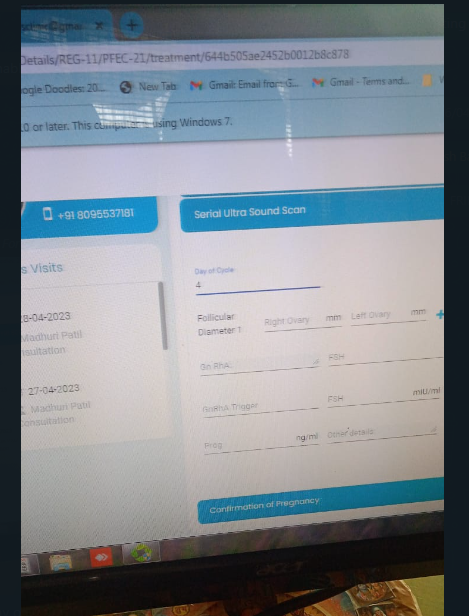 Details/REG-11/PFEC-21/treatment/644b505ae2452b0012b8c878
ogle Doodles: 20... New Tab Gmail: Email from G... Gmail - Terms and...
.0 or later. This computer is using Windows 7.
+91 8095537181
Serial Ultra Sound Scan
s Visits
Day of Cycle
4
8-04-2023
Madhuri Patil
nsultation
Follicular Diameter 1
Right Ovary mm Left Ovary mm +
Gn RhA FSH
27-04-2023
Madhuri Patil
onsultation
GnRHA Trigger FSH mIU/ml
Prog ng/ml Other details
Confirmation of Pregnancy
acer